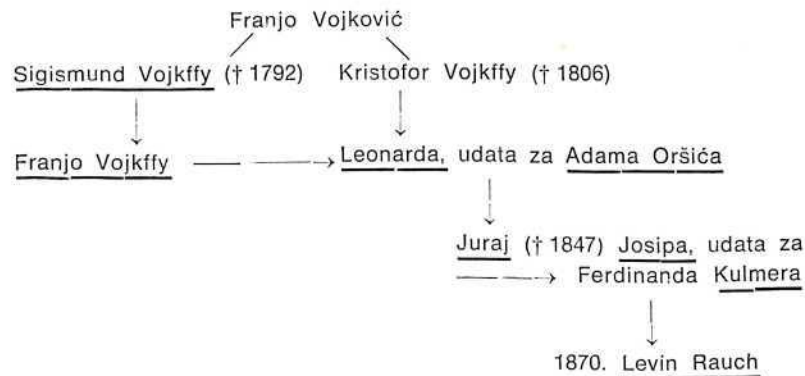 Franjo Vojković
Sigismund Vojkffy († 1792) Kristofor Vojkffy († 1806)
Franjo Vojkffy Leonarda, udata za Adama Oršića
Juraj († 1847) Josipa, udata za
Ferdinanda Kulmera
1870. Levin Rauch